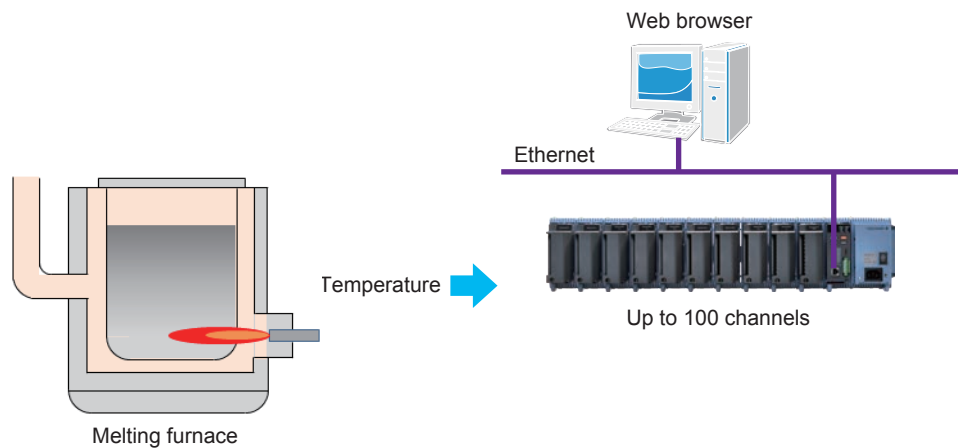 Web browser
Ethernet
Temperature
Up to 100 channels
Melting furnace